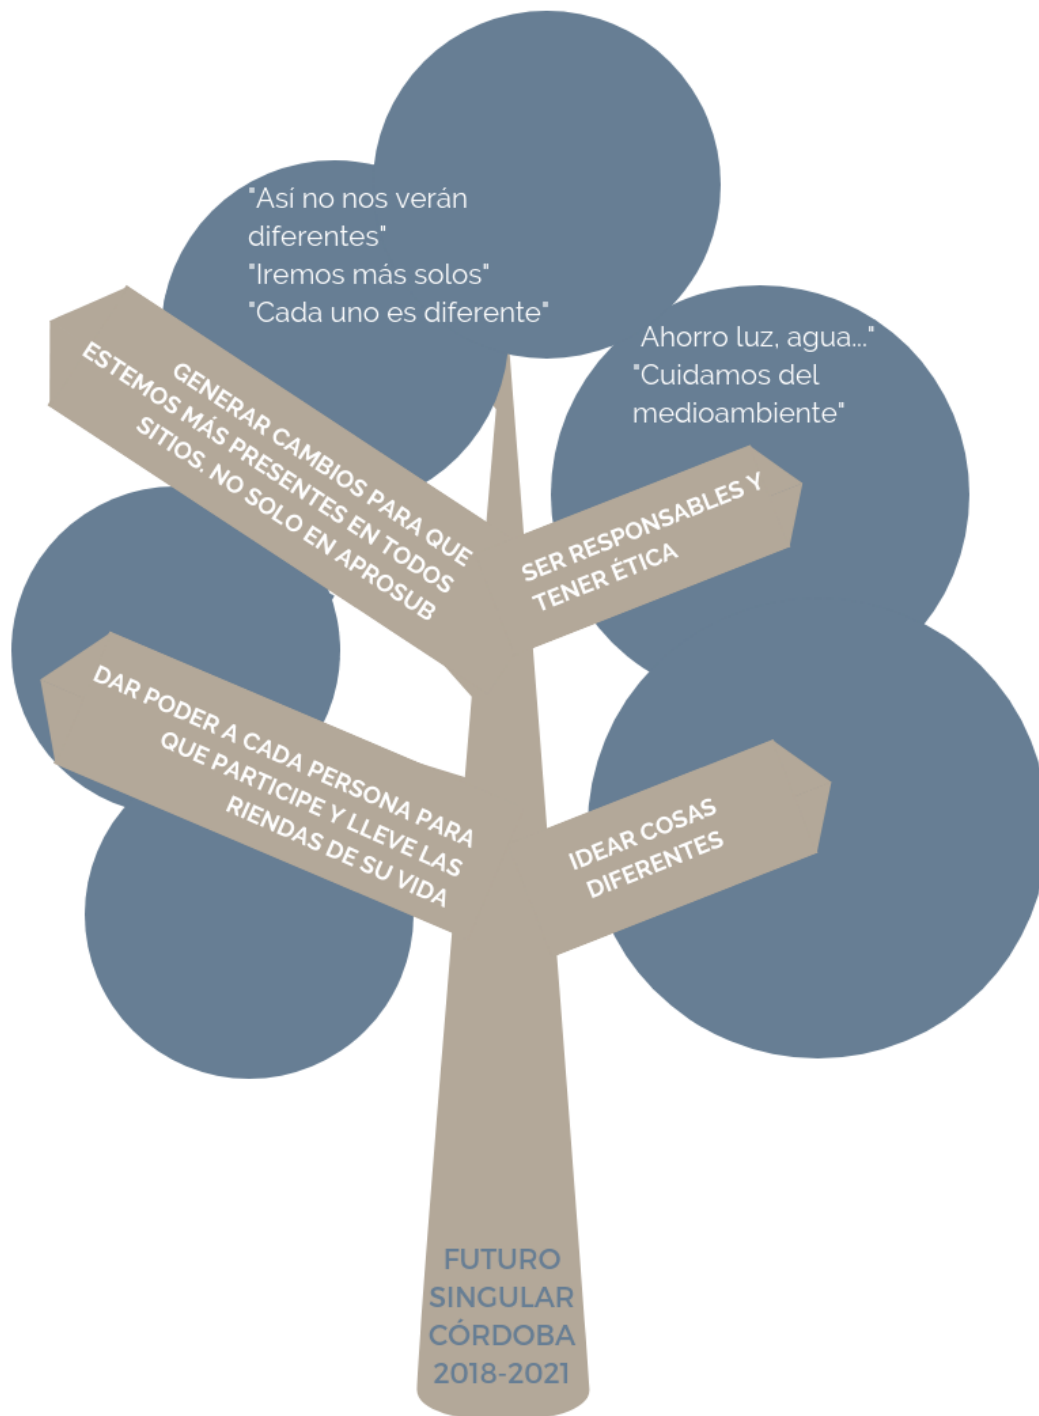 "Así no nos verán
diferentes"
"Iremos más solos"
"Cada uno es diferente"
Ahorro luz, agua..."
"Cuidamos del
medioambiente"
GENERAR CAMBIOS PARA QUE
ESTEMOS MÁS PRESENTES EN TODOS
SITIOS. NO SOLO EN APROSUB
SER RESPONSABLES Y
TENER ÉTICA
DAR PODER A CADA PERSONA PARA
QUE PARTICIPE Y LLEVE LAS
RIENDAS DE SU VIDA
IDEAR COSAS
DIFERENTES
FUTURO
SINGULAR
CÓRDOBA
2018-2021